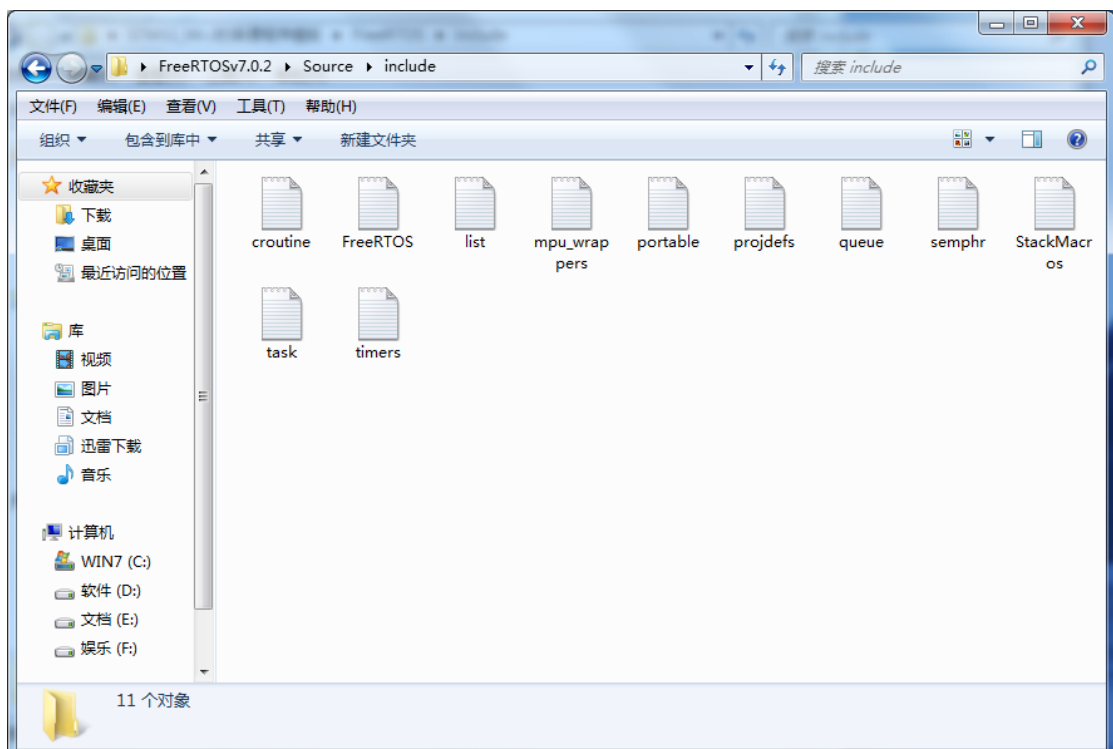 FreeRTOSv7.0.2 ▸ Source ▸ include
搜索 include
文件(F) 编辑(E) 查看(V) 工具(T) 帮助(H)
组织 包含到库中 共享 新建文件夹
收藏夹
下载
桌面
最近访问的位置
库
视频
图片
文档
迅雷下载
音乐
计算机
WIN7 (C:)
软件 (D:)
文档 (E:)
娱乐 (F:)
croutine FreeRTOS list mpu_wrap portable projdefs queue semphr StackMacr
pers os
task timers
11 个对象